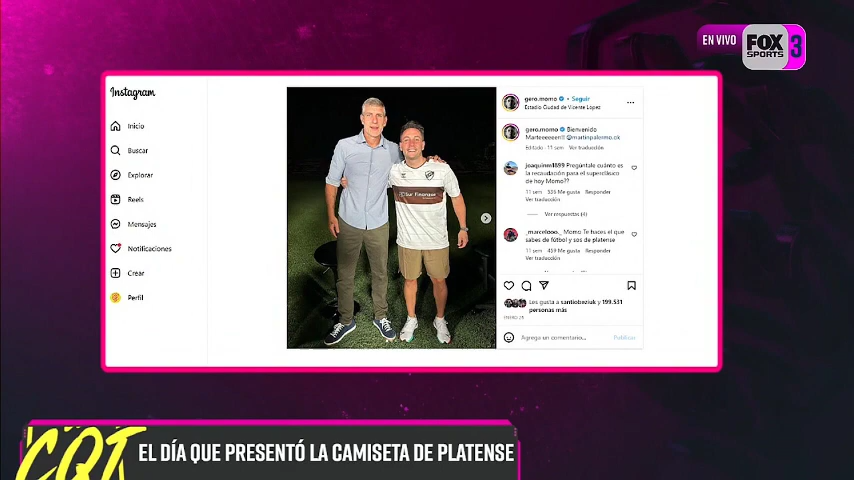 EN VIVO
FOX
SPORTS
3
Instagram
Inicio
Buscar
Explorar
Reels
Mensajes
Notificaciones
Crear
Perfil
gero.momo • Seguir
Estadio Ciudad de Vicente López
gero.momo Bienvenido
Marteeeeeen!! @martinpalermo.ok
Editado · 11 sem Ver traducción
joaquinm1899 Pregúntale cuánto es
la recaudación para el superclásico
de hoy Momo??
11 sem 536 Me gusta Responder
Ver traducción
Ver respuestas (4)
_marcelooo._ Momo Te haces el que
sabes de fútbol y sos de platense
11 sem 459 Me gusta Responder
Ver traducción
Les gusta a santiobeziuk y 199.531
personas más
Agrega un comentario...
Publicar
CQT
EL DÍA QUE PRESENTÓ LA CAMISETA DE PLATENSE